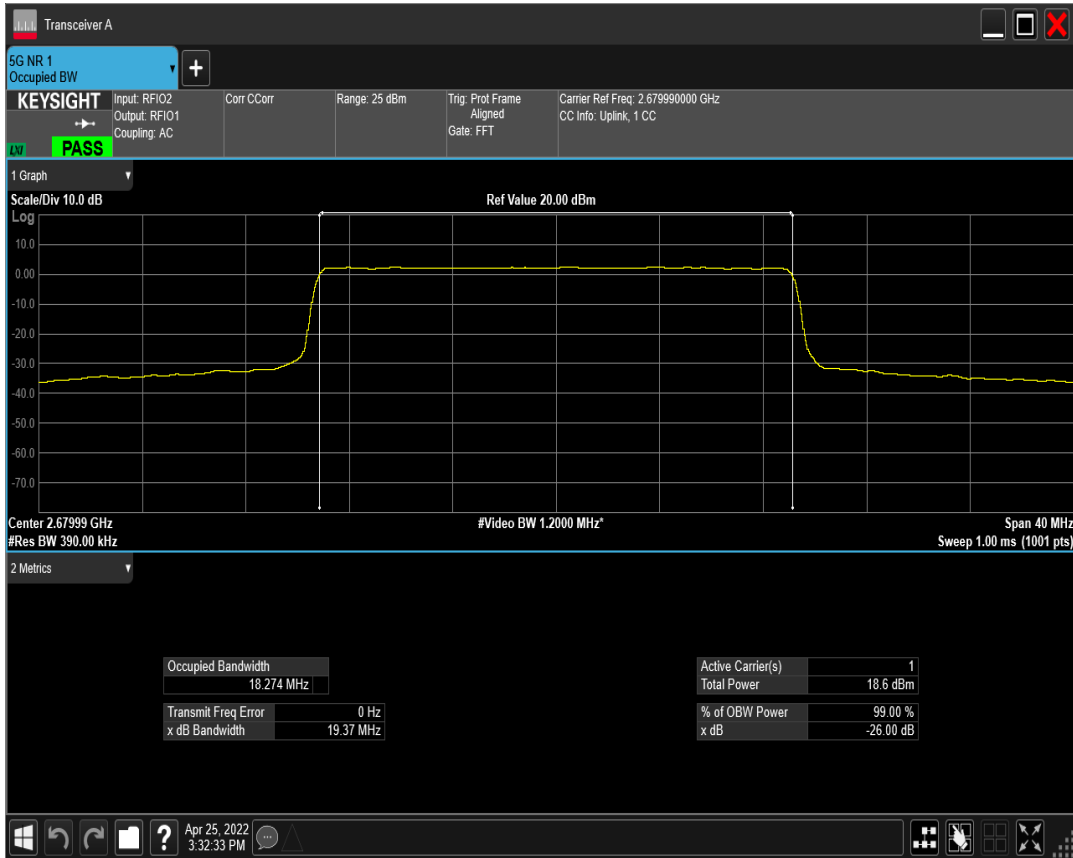 Transceiver A
5G NR 1
Occupied BW
+
KEYSIGHT
LXI
PASS
Input: RFIO2
Output: RFIO1
Coupling: AC
Corr CCorr
Range: 25 dBm
Trig: Prot Frame
Aligned
Gate: FFT
Carrier Ref Freq: 2.679990000 GHz
CC Info: Uplink, 1 CC
1 Graph
Scale/Div 10.0 dB
Ref Value 20.00 dBm
Log
10.0
0.00
-10.0
-20.0
-30.0
-40.0
-50.0
-60.0
-70.0
Center 2.67999 GHz
#Video BW 1.2000 MHz*
Span 40 MHz
#Res BW 390.00 kHz
Sweep 1.00 ms (1001 pts)
2 Metrics
Occupied Bandwidth
18.274 MHz
Transmit Freq Error 0 Hz
x dB Bandwidth 19.37 MHz
Active Carrier(s) 1
Total Power 18.6 dBm
% of OBW Power 99.00 %
x dB -26.00 dB
?
Apr 25, 2022
3:32:33 PM